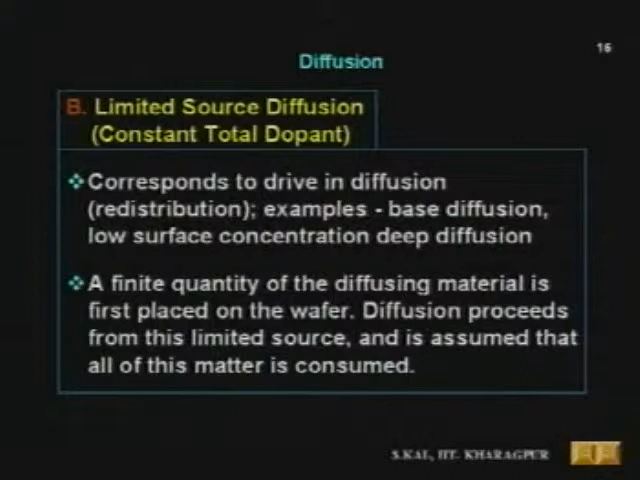 16
Diffusion
B. Limited Source Diffusion
(Constant Total Dopant)
❖Corresponds to drive in diffusion
(redistribution); examples - base diffusion,
low surface concentration deep diffusion
❖A finite quantity of the diffusing material is
first placed on the wafer. Diffusion proceeds
from this limited source, and is assumed that
all of this matter is consumed.
S.KAL, IIT- KHARAGPUR